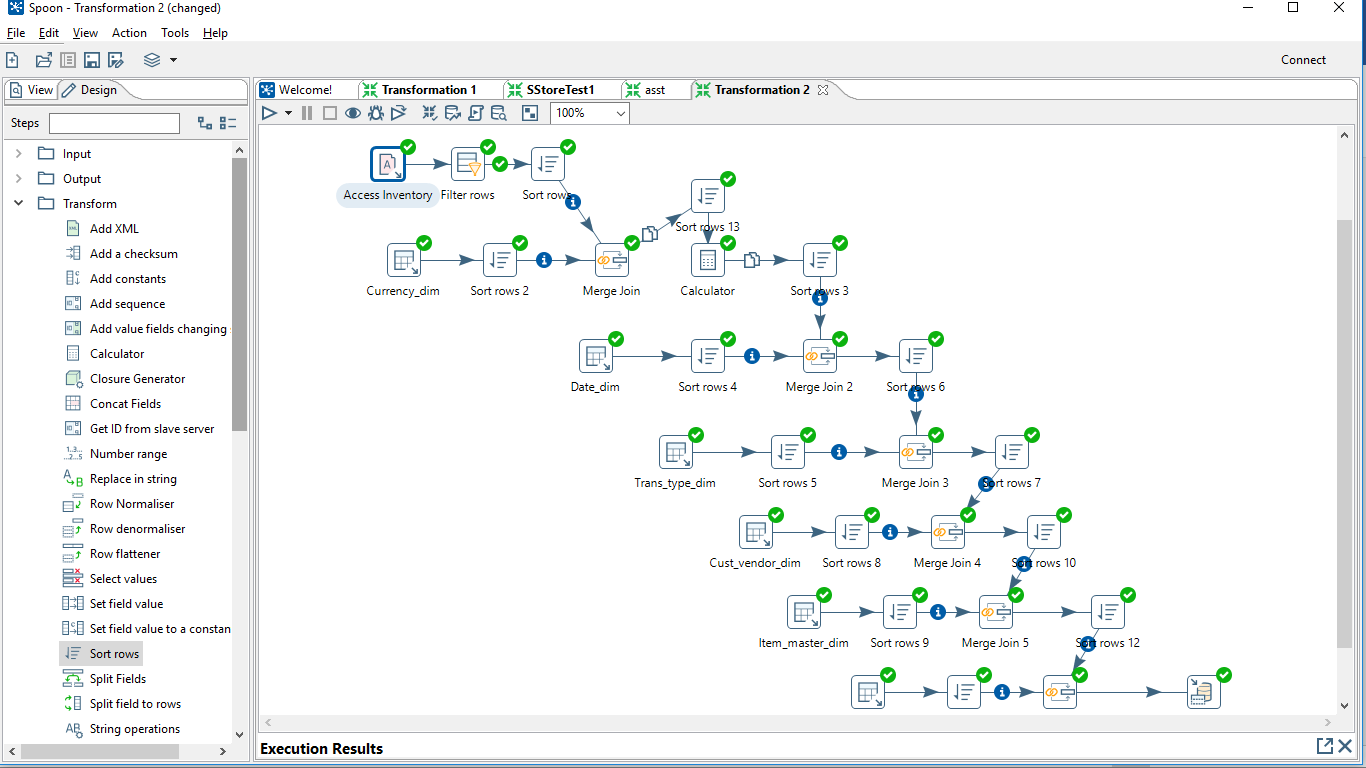 Spoon - Transformation 2 (changed)
File Edit View Action Tools Help
Connect
View Design
Welcome! Transformation 1 SStoreTest1 asst Transformation 2
100%
Steps
Input
Output
Transform
Add XML
Add a checksum
Add constants
Add sequence
Add value fields changing
Calculator
Closure Generator
Concat Fields
Get ID from slave server
Number range
Replace in string
Row Normaliser
Row denormaliser
Row flattener
Select values
Set field value
Set field value to a constan
Sort rows
Split Fields
Split field to rows
String operations
Access Inventory Filter rows Sort rows
Sort rows 13
Currency_dim Sort rows 2 Merge Join Calculator Sort rows 3
Date_dim Sort rows 4 Merge Join 2 Sort rows 6
Trans_type_dim Sort rows 5 Merge Join 3 Sort rows 7
Cust_vendor_dim Sort rows 8 Merge Join 4 Sort rows 10
Item_master_dim Sort rows 9 Merge Join 5 Sort rows 12
Execution Results